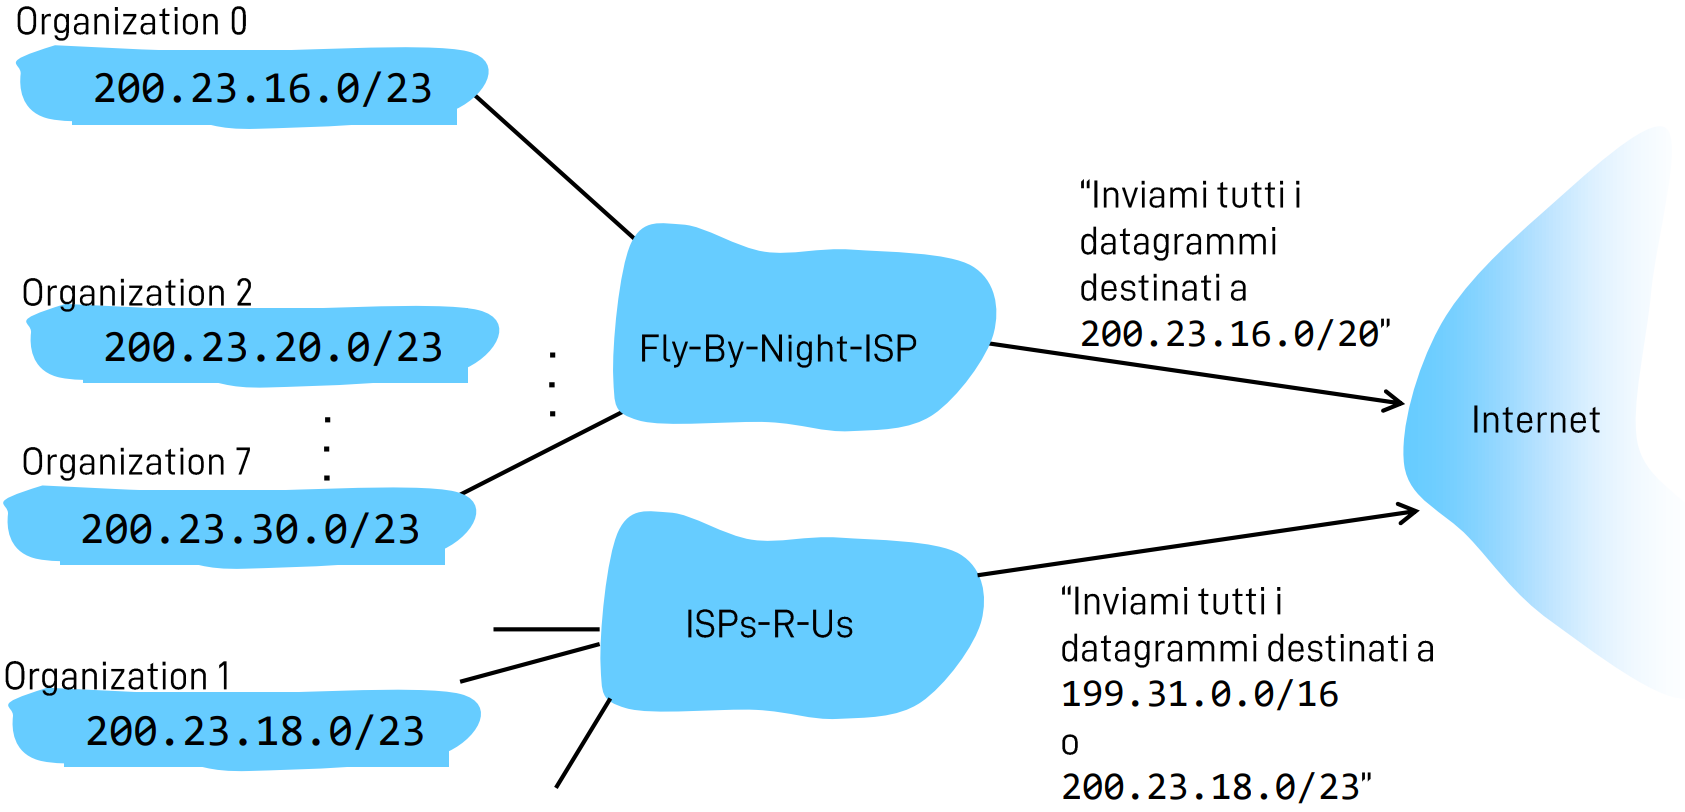 Organization 0
200.23.16.0/23
Organization 2
200.23.20.0/23
Organization 7
200.23.30.0/23
Organization 1
200.23.18.0/23
Fly-By-Night-ISP
ISPs-R-Us
“Inviami tutti i
datagrammi
destinati a
200.23.16.0/20”
Internet
“Inviami tutti i
datagrammi destinati a
199.31.0.0/16
o
200.23.18.0/23”